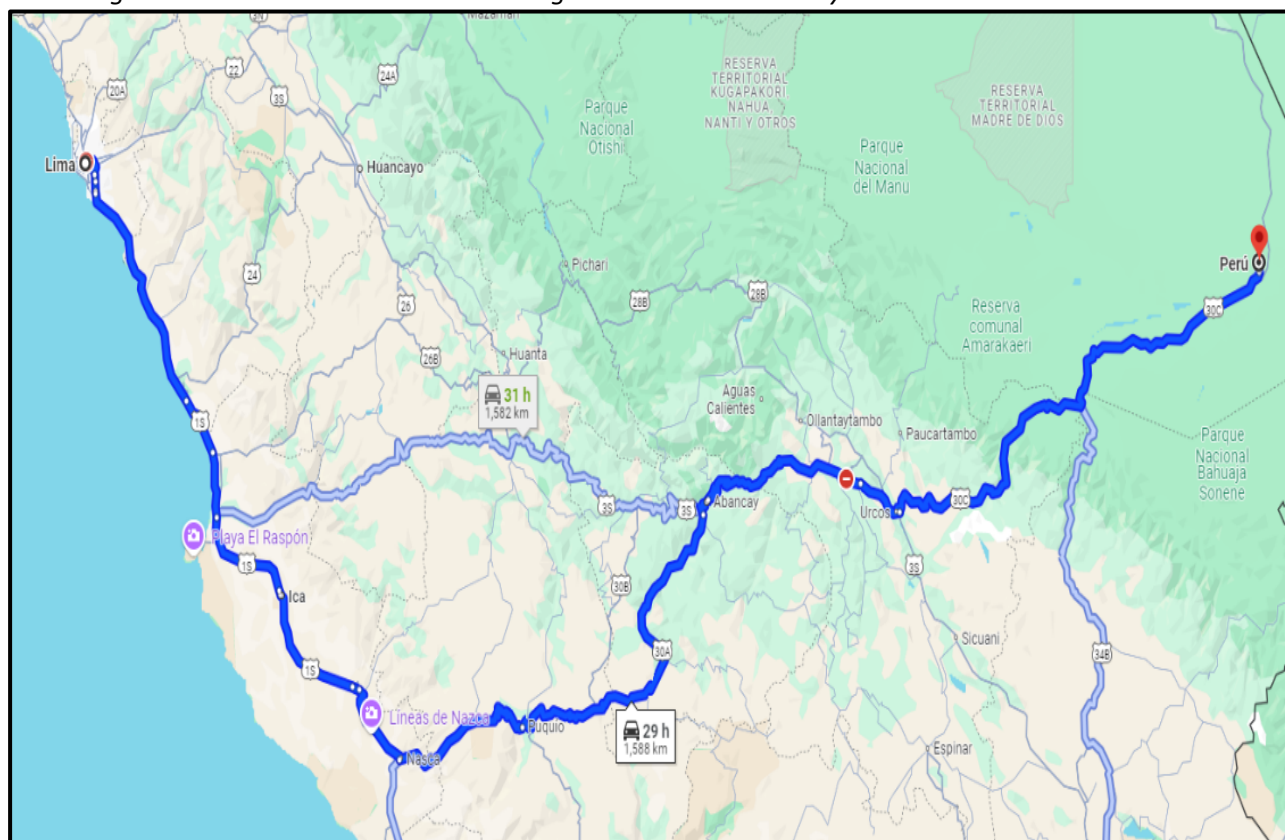 Mazamari
3N
20A
22
24A
3S
RESERVA
TERRITORIAL
KUGAPAKORI,
NAHUA,
NANTI Y OTROS
RESERVA
TERRITORIAL
MADRE DE DIOS
Parque
Nacional
Otishi
Parque
Nacional
del Manu
Lima
Huancayo
Perú
24
Pichari
28B
28B
26
30C
Reserva
comunal
Amarakaeri
26B
Huanta
31 h
1,582 km
Aguas
Calientes
Ollantaytambo
Paucartambo
1S
Parque
Nacional
Bahuaja
Sonene
3S
3S
Abancay
30C
Urcos
Playa El Raspón
1S
Ica
30B
3S
Sicuani
30A
34B
1S
Líneas de Nazca
Puquio
29 h
1,588 km
Nasca
Espinar